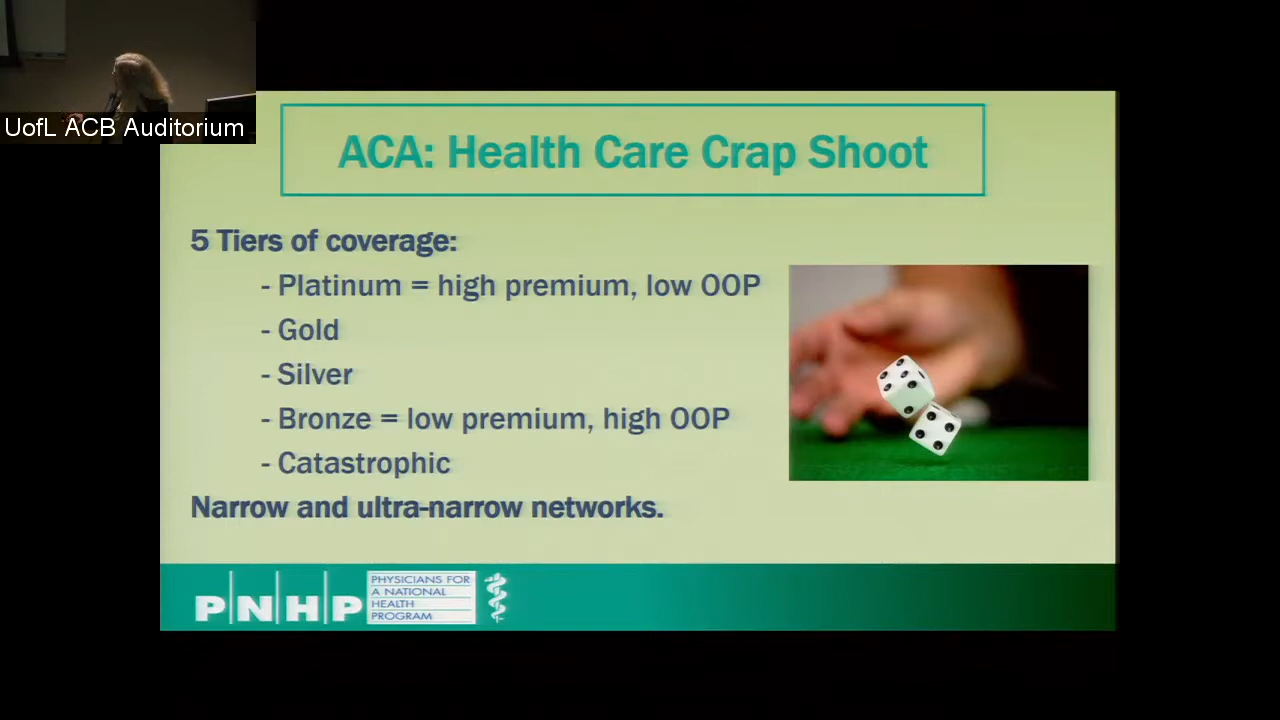 UofL ACB Auditorium
ACA: Health Care Crap Shoot
5 Tiers of coverage:
- Platinum = high premium, low OOP
- Gold
- Silver
- Bronze = low premium, high OOP
- Catastrophic
Narrow and ultra-narrow networks.
PNHP
PHYSICIANS FOR
A NATIONAL
HEALTH
PROGRAM